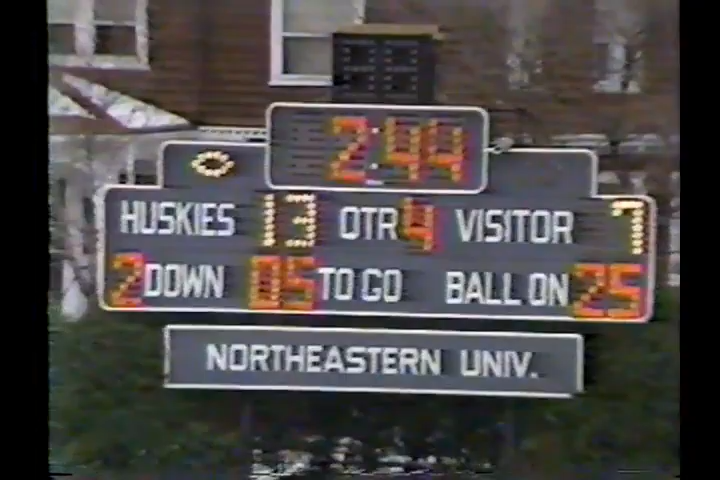 2:44
HUSKIES 13 QTR 4 VISITOR 7
2 DOWN 05 TO GO BALL ON 25
NORTHEASTERN UNIV.